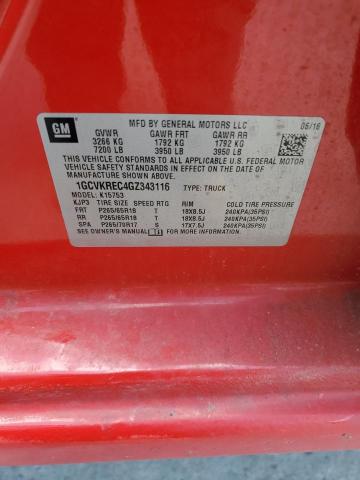 GM
MFD BY GENERAL MOTORS LLC 05/16
GVWR GAWR FRT GAWR RR
3266 KG 1792 KG 1792 KG
7200 LB 3950 LB 3950 LB
THIS VEHICLE CONFORMS TO ALL APPLICABLE U.S. FEDERAL MOTOR
VEHICLE SAFETY STANDARDS IN EFFECT ON THE DATE OF
MANUFACTURE SHOWN ABOVE.
1GCVKREC4GZ343116 TYPE: TRUCK
MODEL: K15753
KJP3 TIRE SIZE SPEED RTG RIM COLD TIRE PRESSURE
FRT P265/65R18 T 18X8.5J 240KPA(35PSI)
RR P265/65R18 T 18X8.5J 240KPA(35PSI)
SPA P265/70R17 S 17X7.5J 240KPA(35PSI)
SEE OWNER'S MANUAL FOR MORE INFORMATION.